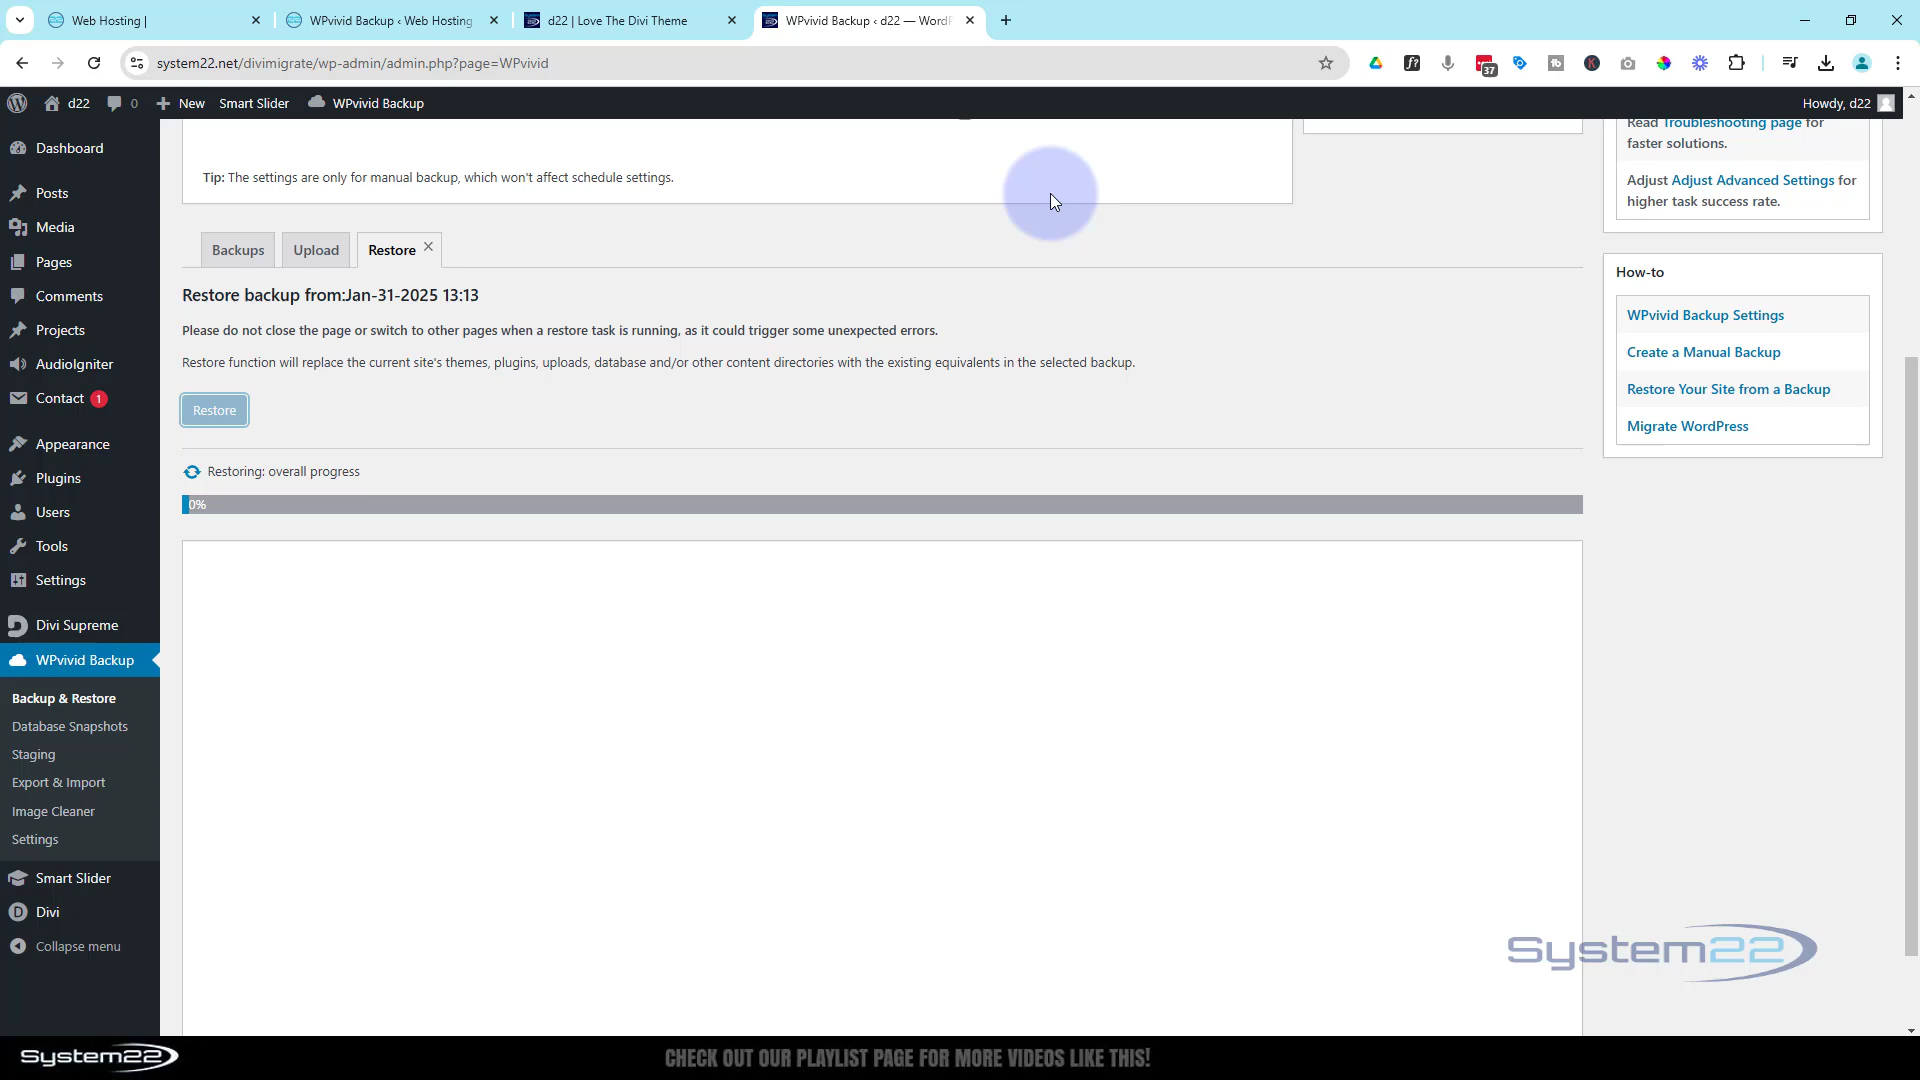 Web Hosting |
WPvivid Backup ‹ Web Hosting
d22 | Love The Divi Theme
WPvivid Backup ‹ d22 — WordP
system22.net/divimigrate/wp-admin/admin.php?page=WPvivid
37
d22
0
New
Smart Slider
WPvivid Backup
Howdy, d22
Dashboard
Posts
Media
Pages
Comments
Projects
AudioIgniter
Contact 1
Appearance
Plugins
Users
Tools
Settings
Divi Supreme
WPvivid Backup
Backup & Restore
Database Snapshots
Staging
Export & Import
Image Cleaner
Settings
Smart Slider
Divi
Collapse menu
Tip: The settings are only for manual backup, which won't affect schedule settings.
Backups
Upload
Restore
Restore backup from:Jan-31-2025 13:13
Please do not close the page or switch to other pages when a restore task is running, as it could trigger some unexpected errors.
Restore function will replace the current site's themes, plugins, uploads, database and/or other content directories with the existing equivalents in the selected backup.
Restore
Restoring: overall progress
0%
Read Troubleshooting page for
faster solutions.
Adjust Adjust Advanced Settings for
higher task success rate.
How-to
WPvivid Backup Settings
Create a Manual Backup
Restore Your Site from a Backup
Migrate WordPress
System22
System22
CHECK OUT OUR PLAYLIST PAGE FOR MORE VIDEOS LIKE THIS!